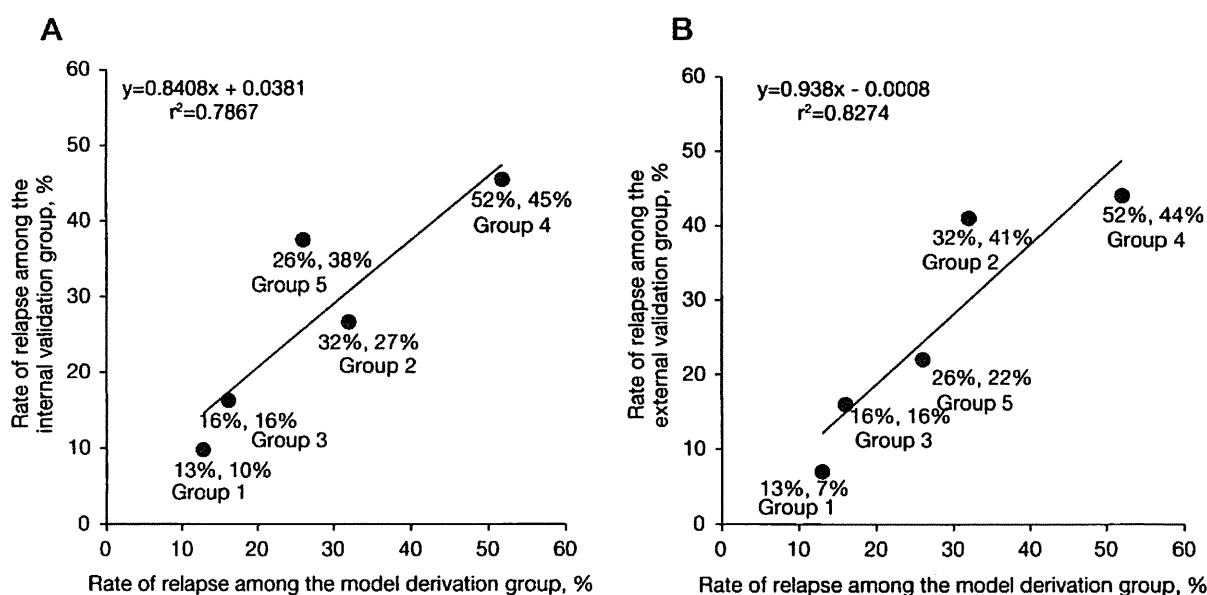 A
Rate of relapse among the
internal validation group, %
60
50
40
30
20
10
0
y=0.8408x + 0.0381
r²=0.7867
52%, 45%
Group 4
26%, 38%
Group 5
32%, 27%
Group 2
16%, 16%
Group 3
13%, 10%
Group 1
0 10 20 30 40 50 60
Rate of relapse among the model derivation group, %
B
Rate of relapse among the
external validation group, %
60
50
40
30
20
10
0
y=0.938x - 0.0008
r²=0.8274
52%, 44%
Group 4
32%, 41%
Group 2
26%, 22%
Group 5
16%, 16%
Group 3
13%, 7%
Group 1
0 10 20 30 40 50 60
Rate of relapse among the model derivation group, %